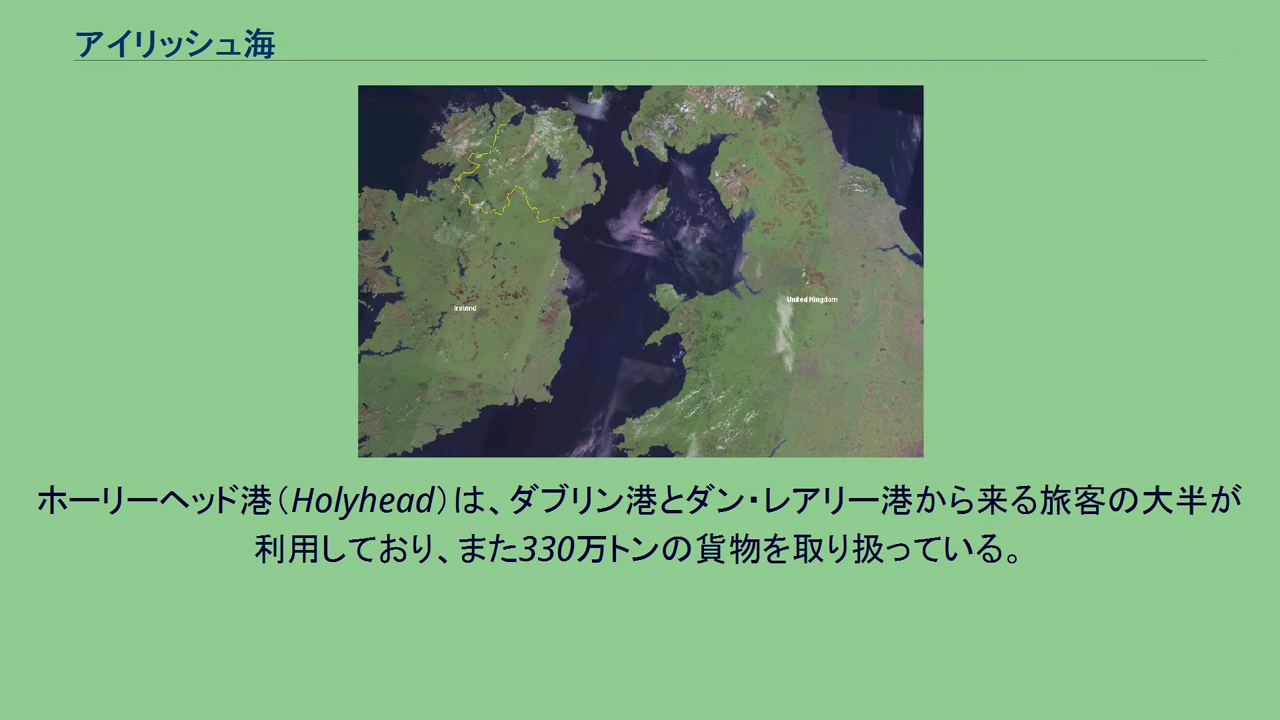 アイリッシュ海
Ireland
United Kingdom
ホーリーヘッド港（Holyhead）は、ダブリン港とダン・レアリー港から来る旅客の大半が
利用しており、また330万トンの貨物を取り扱っている。